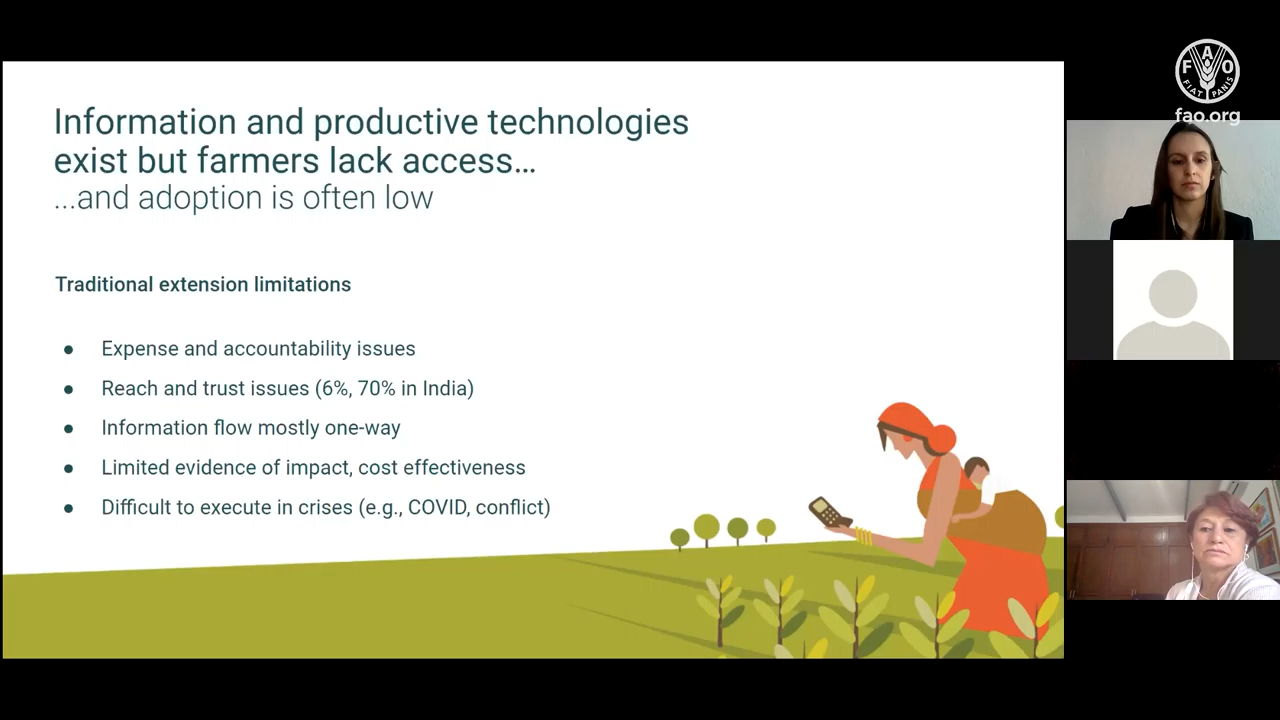 Information and productive technologies
exist but farmers lack access...
...and adoption is often low
Traditional extension limitations
● Expense and accountability issues
● Reach and trust issues (6%, 70% in India)
● Information flow mostly one-way
● Limited evidence of impact, cost effectiveness
● Difficult to execute in crises (e.g., COVID, conflict)
F A O
FIAT PANIS
fao.org